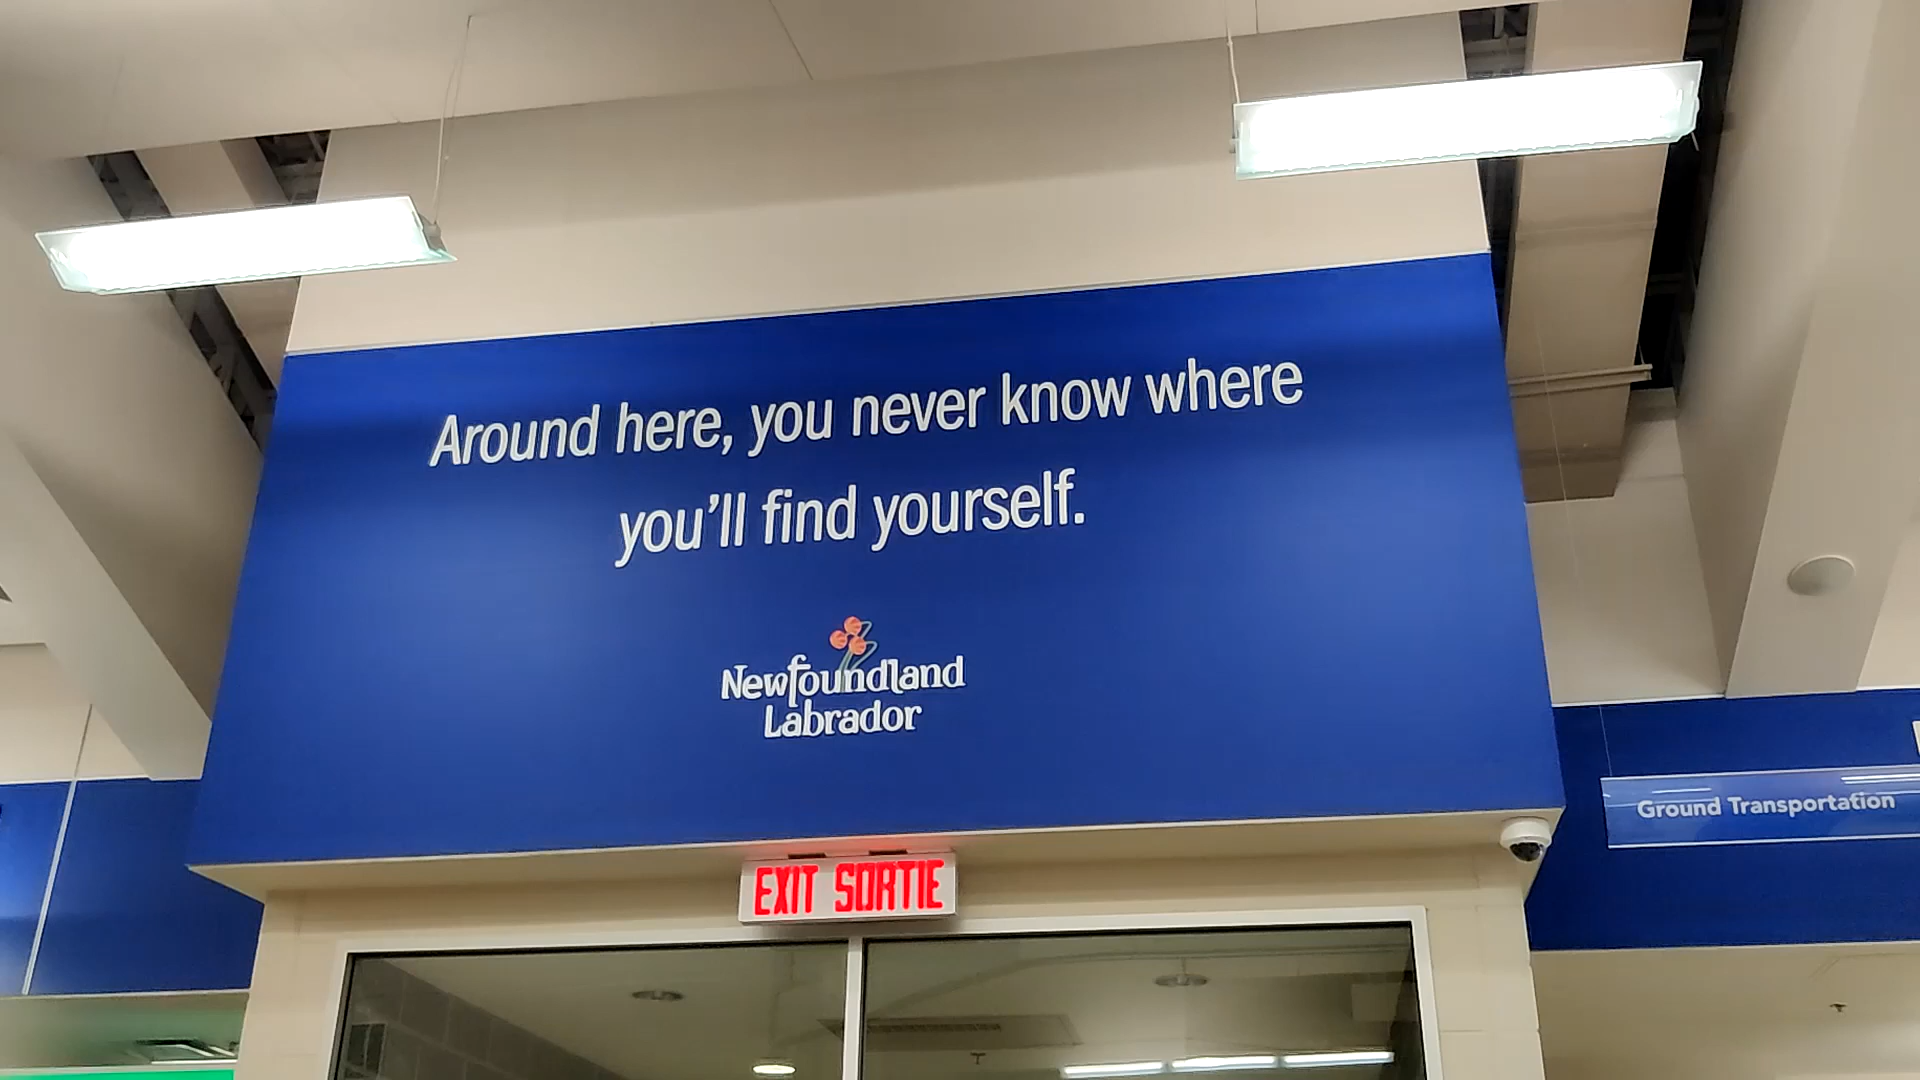 Around here, you never know where
you'll find yourself.
Newfoundland
Labrador
Ground Transportation
EXIT SORTIE